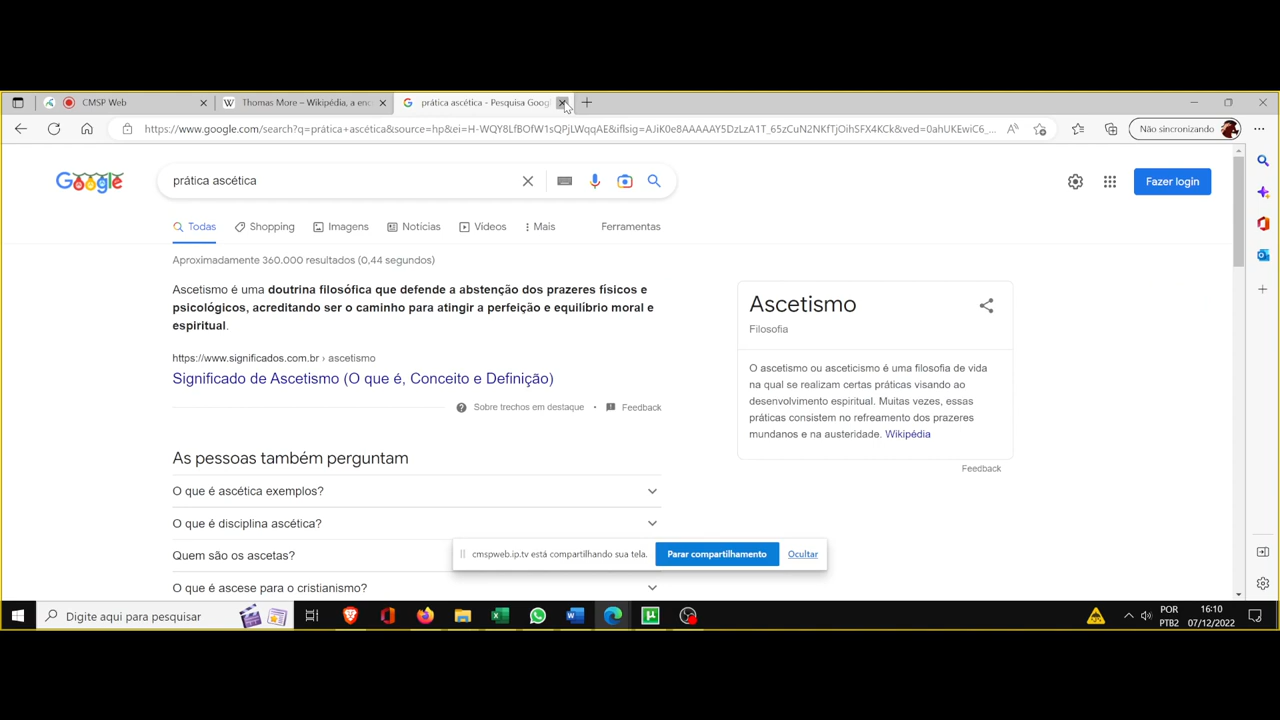 CMSP Web
Thomas More – Wikipédia, a enc
prática ascética - Pesquisa Goog
https://www.google.com/search?q=prática+ascética&source=hp&ei=H-WQY8LfBOfW1sQPjLWqqAE&iflsig=AJiK0e8AAAAAY5DzLzA1T_65zCuN2NKfTjOihSFX4KCk&ved=0ahUKEwiC6_...
Não sincronizando
Google
prática ascética
Fazer login
Todas
Shopping
Imagens
Notícias
Vídeos
Mais
Ferramentas
Aproximadamente 360.000 resultados (0,44 segundos)
Ascetismo é uma doutrina filosófica que defende a abstenção dos prazeres físicos e
psicológicos, acreditando ser o caminho para atingir a perfeição e equilíbrio moral e
espiritual.
https://www.significados.com.br › ascetismo
Significado de Ascetismo (O que é, Conceito e Definição)
Sobre trechos em destaque • Feedback
Ascetismo
Filosofia
O ascetismo ou asceticismo é uma filosofia de vida
na qual se realizam certas práticas visando ao
desenvolvimento espiritual. Muitas vezes, essas
práticas consistem no refreamento dos prazeres
mundanos e na austeridade. Wikipédia
Feedback
As pessoas também perguntam
O que é ascética exemplos?
O que é disciplina ascética?
Quem são os ascetas?
O que é ascese para o cristianismo?
cmspweb.ip.tv está compartilhando sua tela.
Parar compartilhamento
Ocultar
Digite aqui para pesquisar
POR
PTB2
16:10
07/12/2022